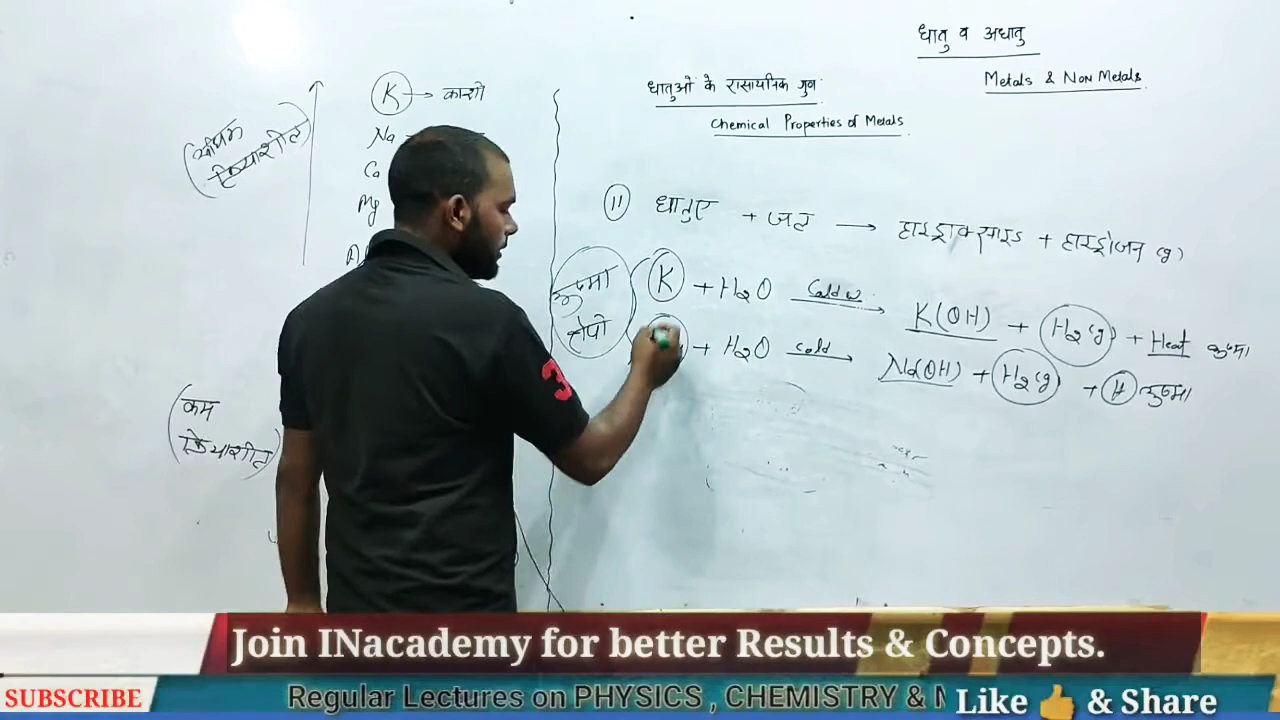 धातु व अधातु
Metals & Non Metals
धातुओं के रासायनिक गुण
Chemical Properties of Metals
(अधिक
क्रियाशील)
K →
Na
Ca
Mg
(कम
क्रियाशील)
(ii) धातुए + जल → हाइड्राक्साइड + हाइड्रोजन (g)
K + H₂O Cold w. → K(OH) + H₂(g) + Heat ऊष्मा
+ H₂O cold → Na(OH) + H₂(g) + H ऊष्मा
ऊष्मा
3
Join INacademy for better Results & Concepts.
SUBSCRIBE
Regular Lectures on PHYSICS , CHEMISTRY &
Like 👍 & Share